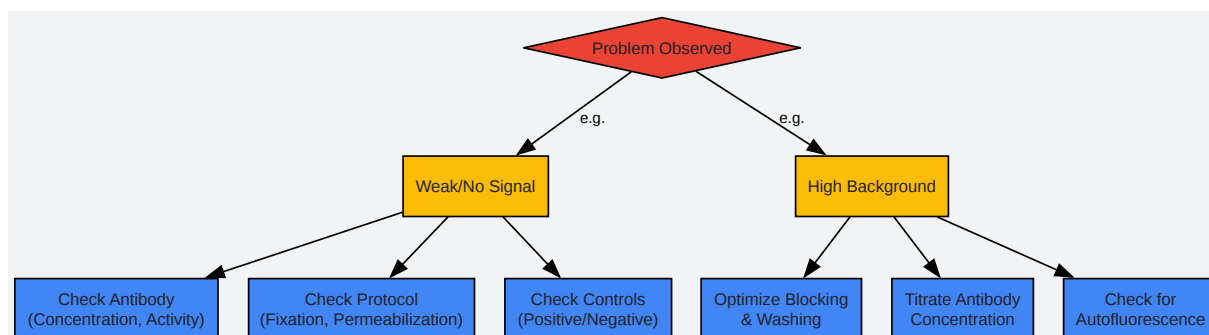 Problem Observed
e.g.
e.g.
Weak/No Signal
High Background
Check Antibody
(Concentration, Activity)
Check Protocol
(Fixation, Permeabilization)
Check Controls
(Positive/Negative)
Optimize Blocking
& Washing
Titrate Antibody
Concentration
Check for
Autofluorescence